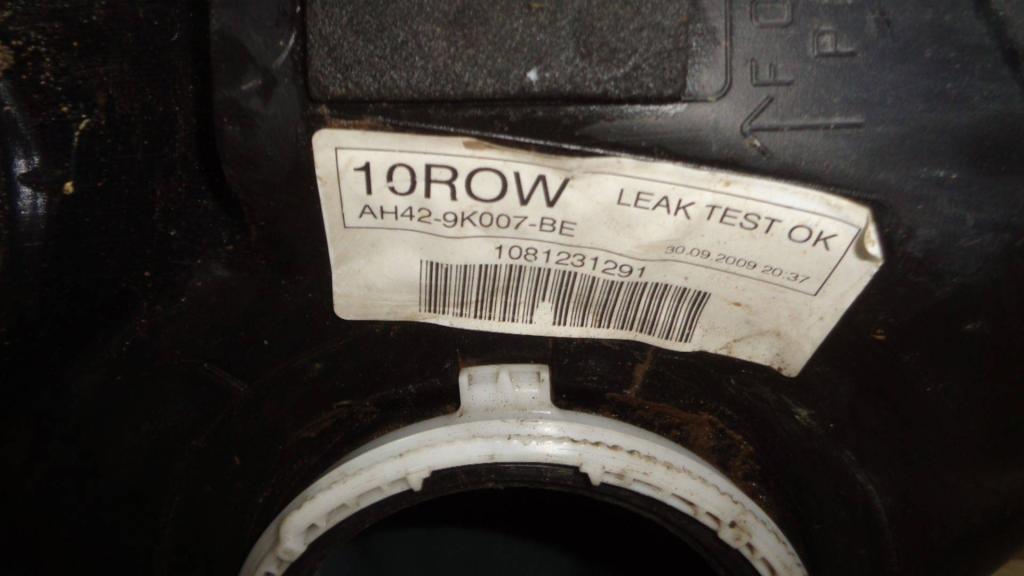 10ROW LEAK TEST OK
AH42-9K007-BE 30.09.2009 20:37
1081231291